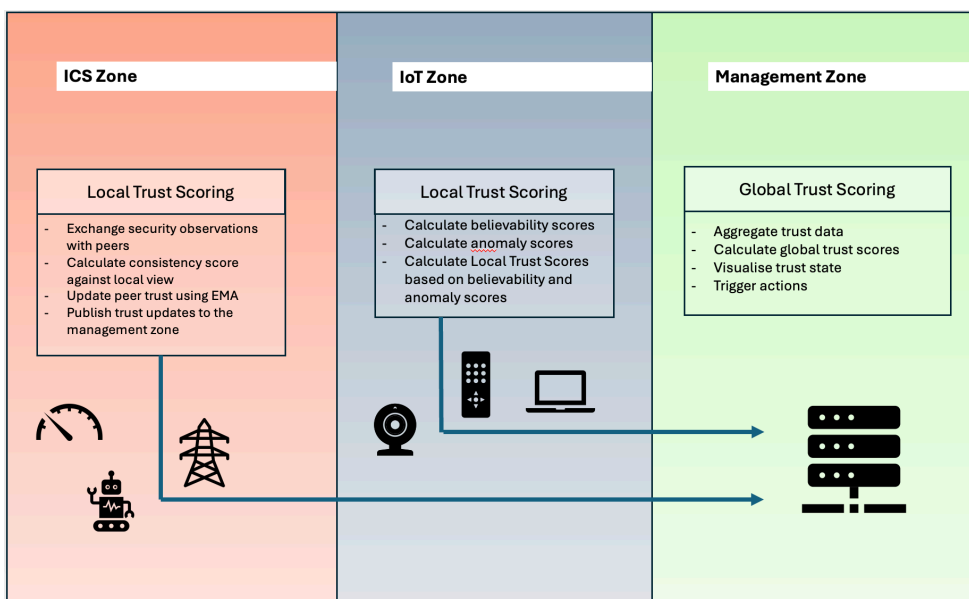 ICS Zone
IoT Zone
Management Zone
Local Trust Scoring
- Exchange security observations
with peers
- Calculate consistency score
against local view
- Update peer trust using EMA
- Publish trust updates to the
management zone
Local Trust Scoring
- Calculate believability scores
- Calculate anomaly scores
- Calculate Local Trust Scores
based on believability and
anomaly scores
Global Trust Scoring
- Aggregate trust data
- Calculate global trust scores
- Visualise trust state
- Trigger actions